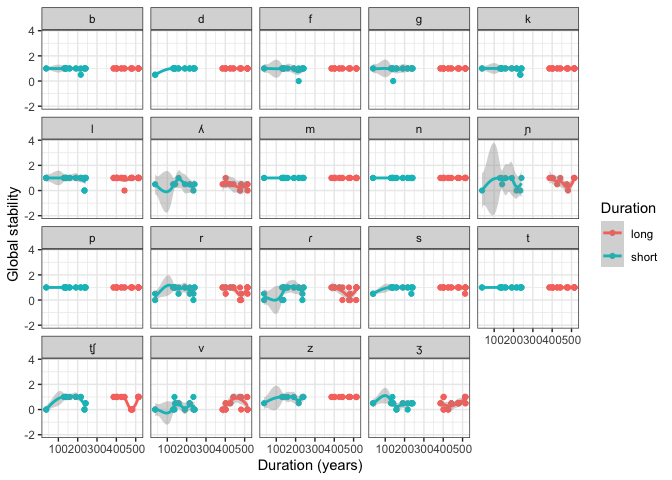 b d f g k
4
2
0
-2
l ʎ m n ɲ
4
2
0
-2
p r ɾ s t
4
2
0
-2
100200300400500
tʃ v z ʒ
4
2
0
-2
100200300400500 100200300400500 100200300400500 100200300400500
Global stability
Duration (years)
Duration
long
short